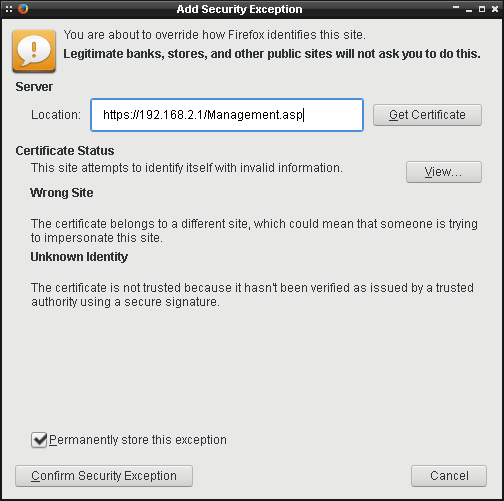 Add Security Exception
You are about to override how Firefox identifies this site.
Legitimate banks, stores, and other public sites will not ask you to do this.
Server
Location: https://192.168.2.1/Management.asp Get Certificate
Certificate Status
This site attempts to identify itself with invalid information. View...
Wrong Site
The certificate belongs to a different site, which could mean that someone is trying
to impersonate this site.
Unknown Identity
The certificate is not trusted because it hasn't been verified as issued by a trusted
authority using a secure signature.
Permanently store this exception
Confirm Security Exception Cancel